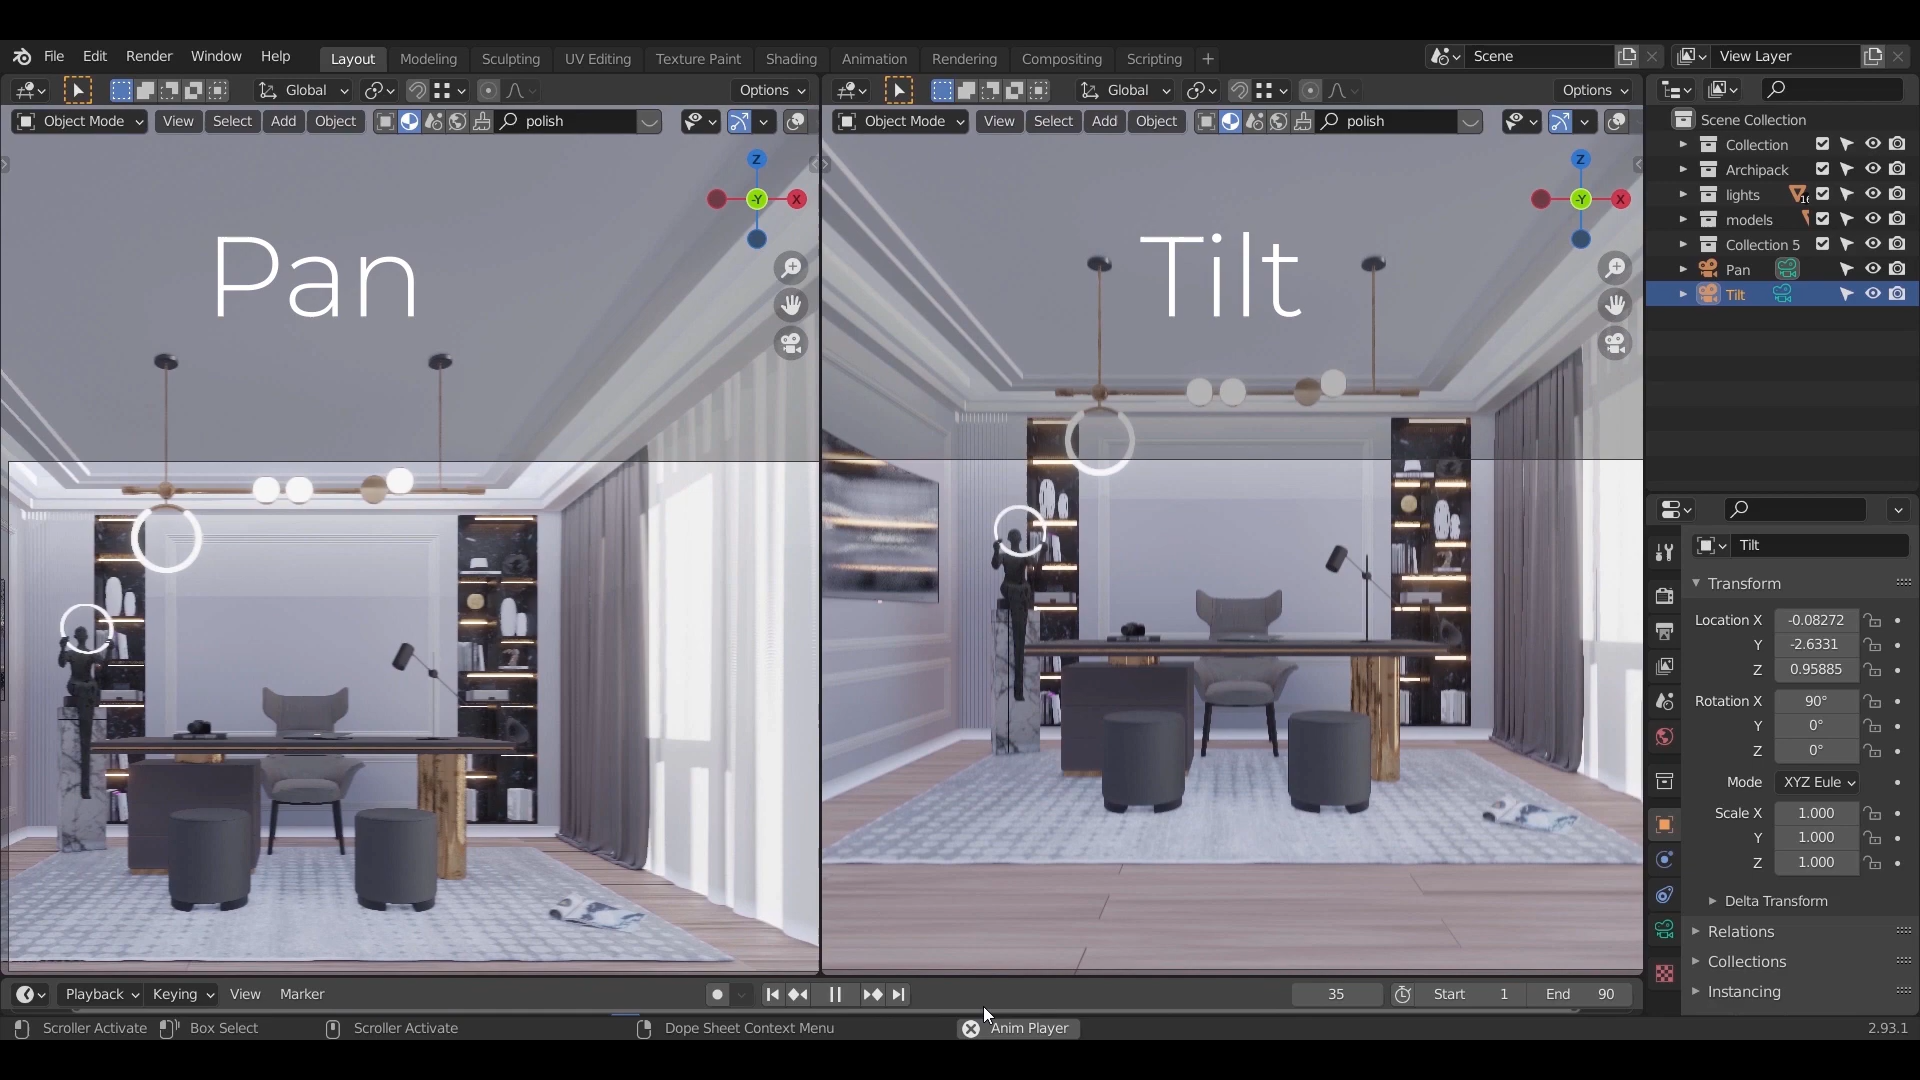 File Edit Render Window Help
Layout Modeling Sculpting UV Editing Texture Paint Shading Animation Rendering Compositing Scripting +
Scene
View Layer
Global Options
Object Mode View Select Add Object polish
Z
-Y X
Pan
Global Options
Object Mode View Select Add Object polish
Z
-Y X
Tilt
Scene Collection
Collection
Archipack
lights 16
models
Collection 5
Pan
Tilt
Tilt
Transform
Location X -0.08272
Y -2.6331
Z 0.95885
Rotation X 90°
Y 0°
Z 0°
Mode XYZ Eule
Scale X 1.000
Y 1.000
Z 1.000
Delta Transform
Relations
Collections
Instancing
Playback Keying View Marker 35 Start 1 End 90
Scroller Activate Box Select Scroller Activate Dope Sheet Context Menu Anim Player 2.93.1